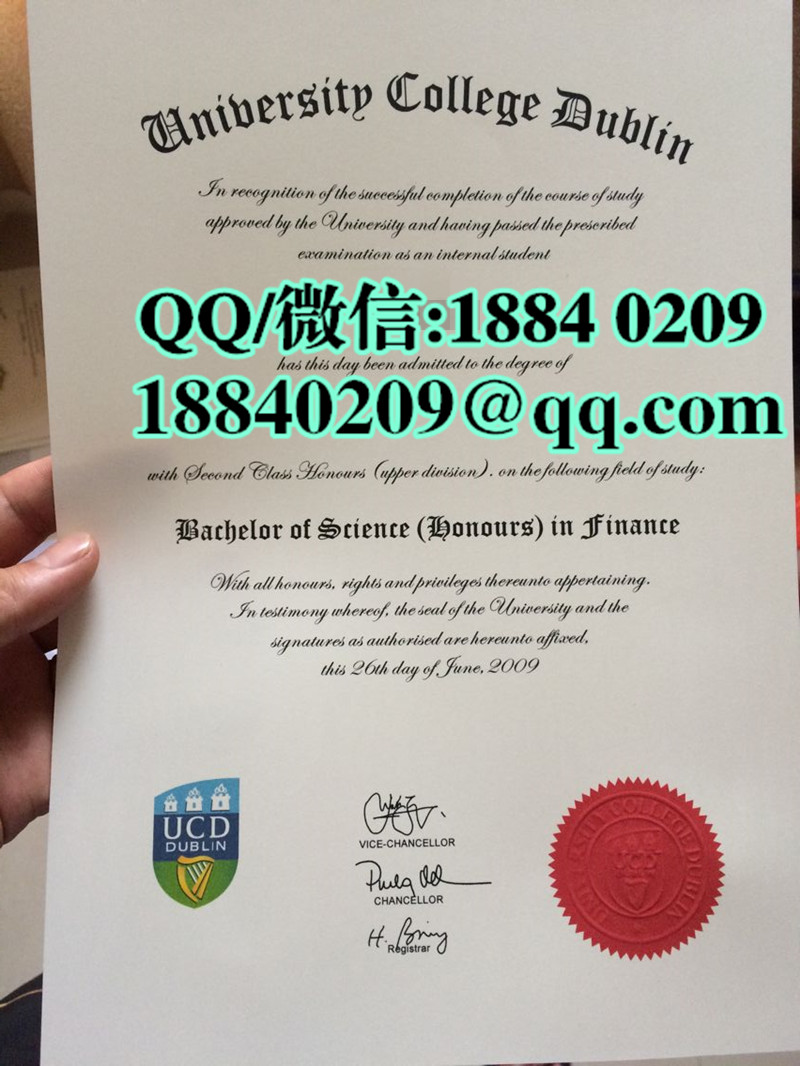 University College Dublin
In recognition of the successful completion of the course of study
approved by the University and having passed the prescribed
examination as an internal student
QQ/微信:1884 0209
has this day been admitted to the degree of
18840209@qq.com
with Second Class Honours (upper division). on the following field of study:
Bachelor of Science (Honours) in Finance
With all honours, rights and privileges thereunto appertaining.
In testimony whereof, the seal of the University and the
signatures as authorised are hereunto affixed,
this 26th day of June, 2009
UCD
DUBLIN
VICE-CHANCELLOR
CHANCELLOR
Registrar